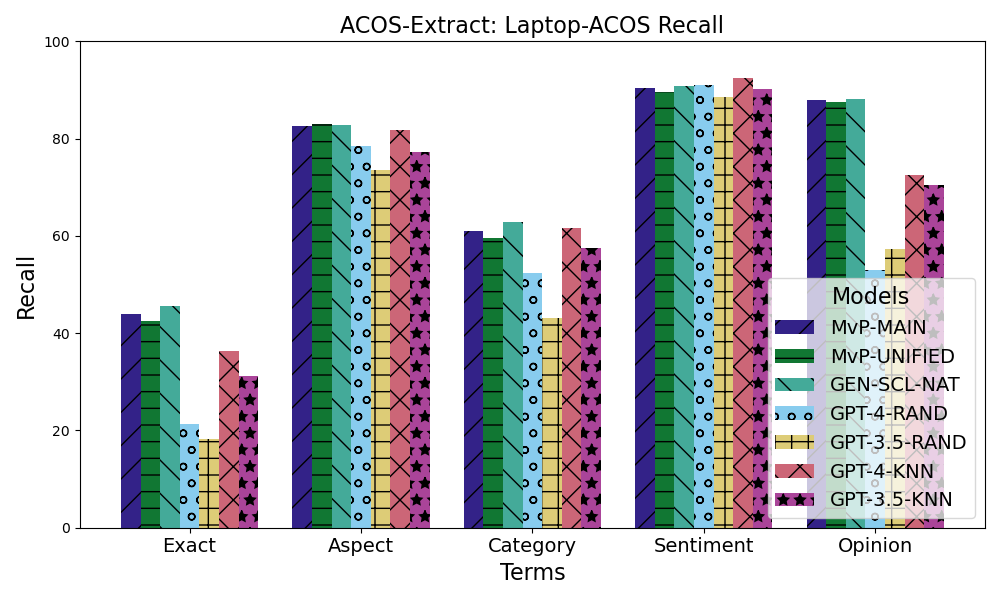 ACOS-Extract: Laptop-ACOS Recall
Recall
100
80
60
40
20
0
Exact
Aspect
Category
Sentiment
Opinion
Terms
Models
MvP-MAIN
MvP-UNIFIED
GEN-SCL-NAT
GPT-4-RAND
GPT-3.5-RAND
GPT-4-KNN
GPT-3.5-KNN